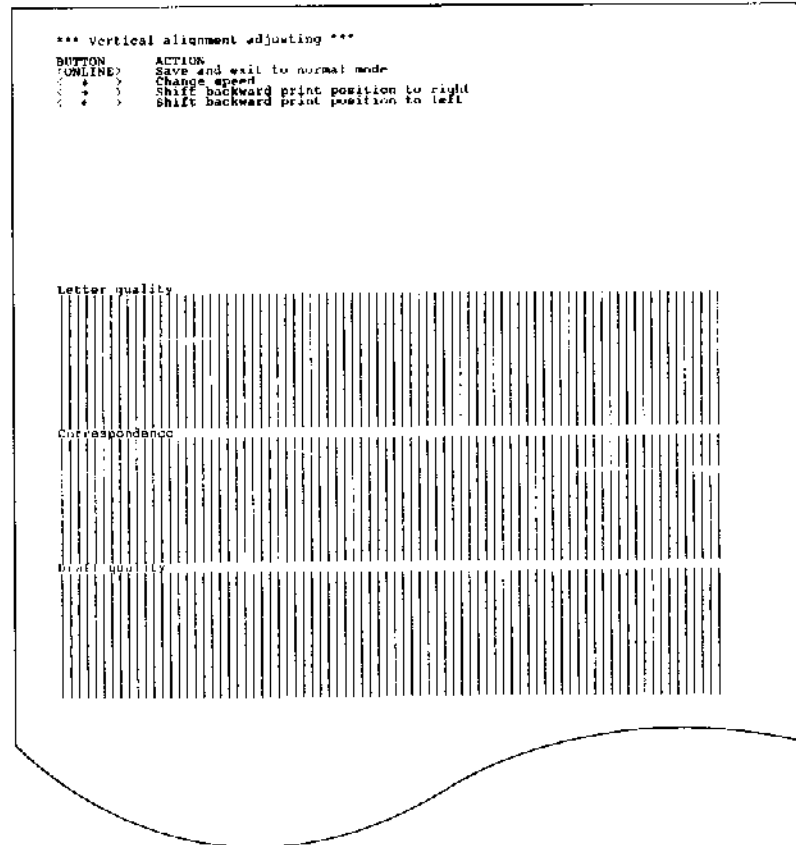 *** Vertical alignment adjusting ***
BUTTON ACTION
<ONLINE> Save and exit to normal mode
< > Change speed
< > Shift backward print position to right
< > Shift backward print position to left
Letter quality
Correspondence
Draft quality